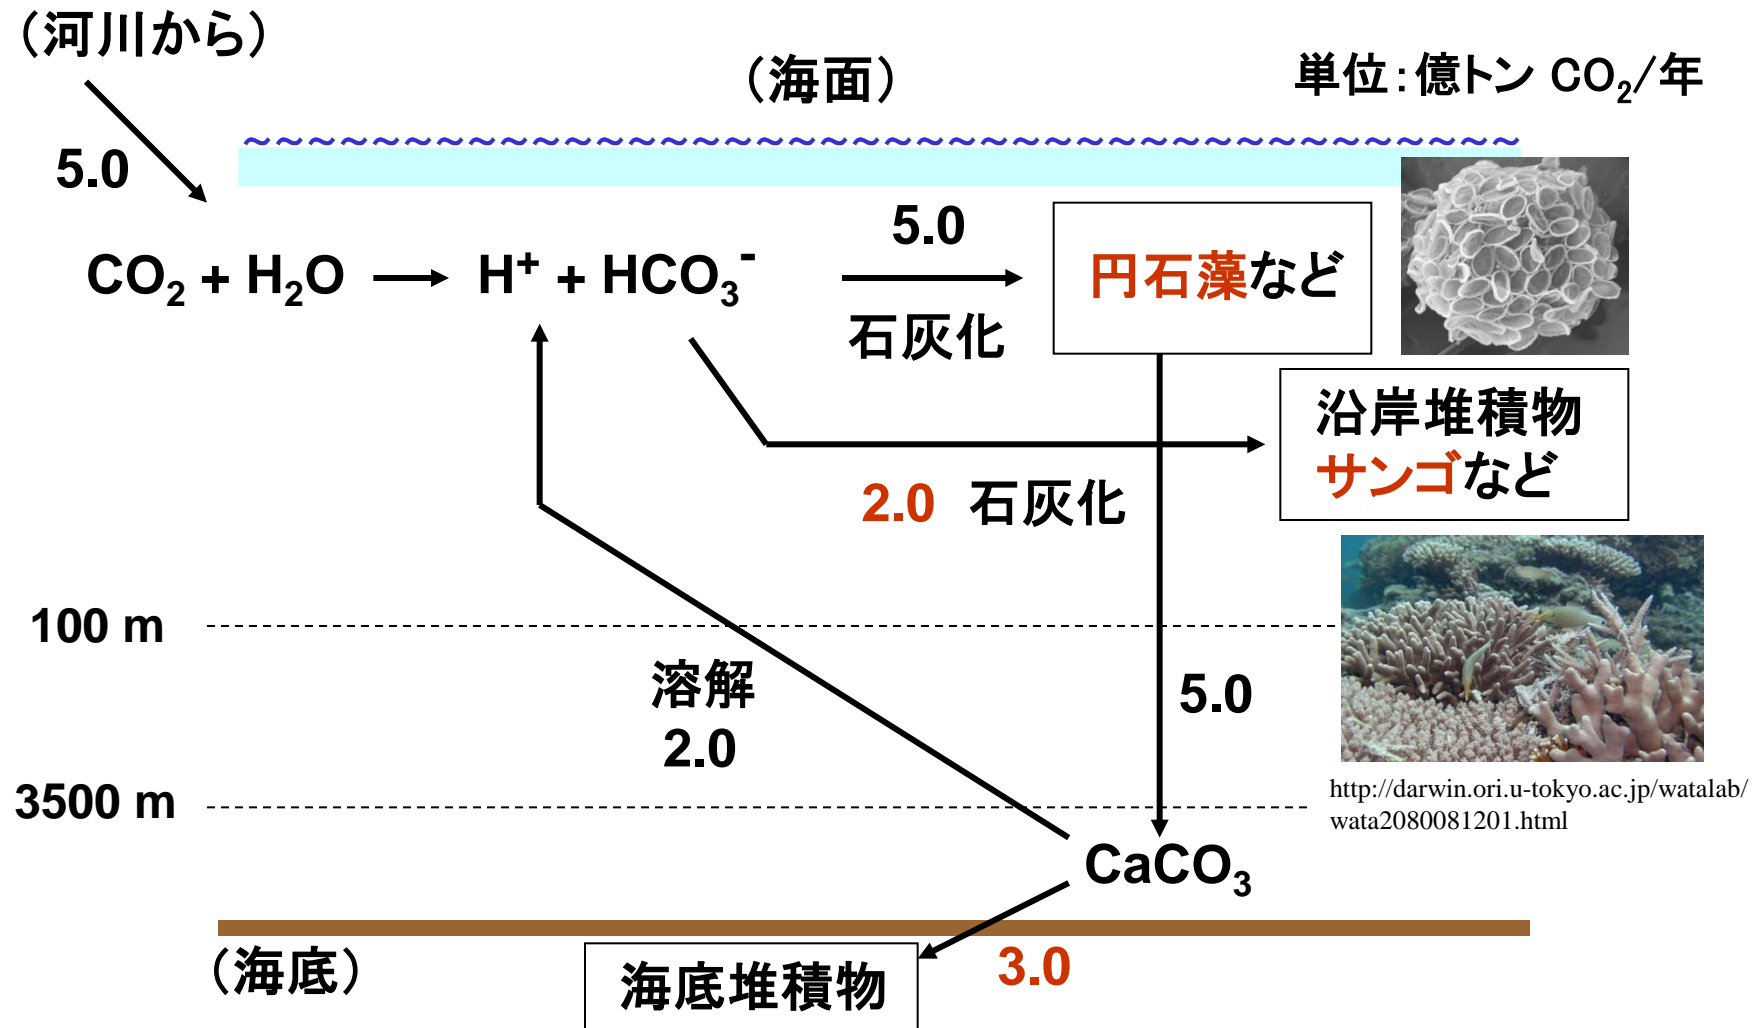 （河川から）
（海面）
単位：億トン CO₂/年
5.0
5.0
CO₂ + H₂O → H⁺ + HCO₃⁻
円石藻など
石灰化
沿岸堆積物
サンゴなど
2.0 石灰化
100 m
溶解
2.0
5.0
3500 m
http://darwin.ori.u-tokyo.ac.jp/watalab/
wata2080081201.html
CaCO₃
（海底）
海底堆積物
3.0